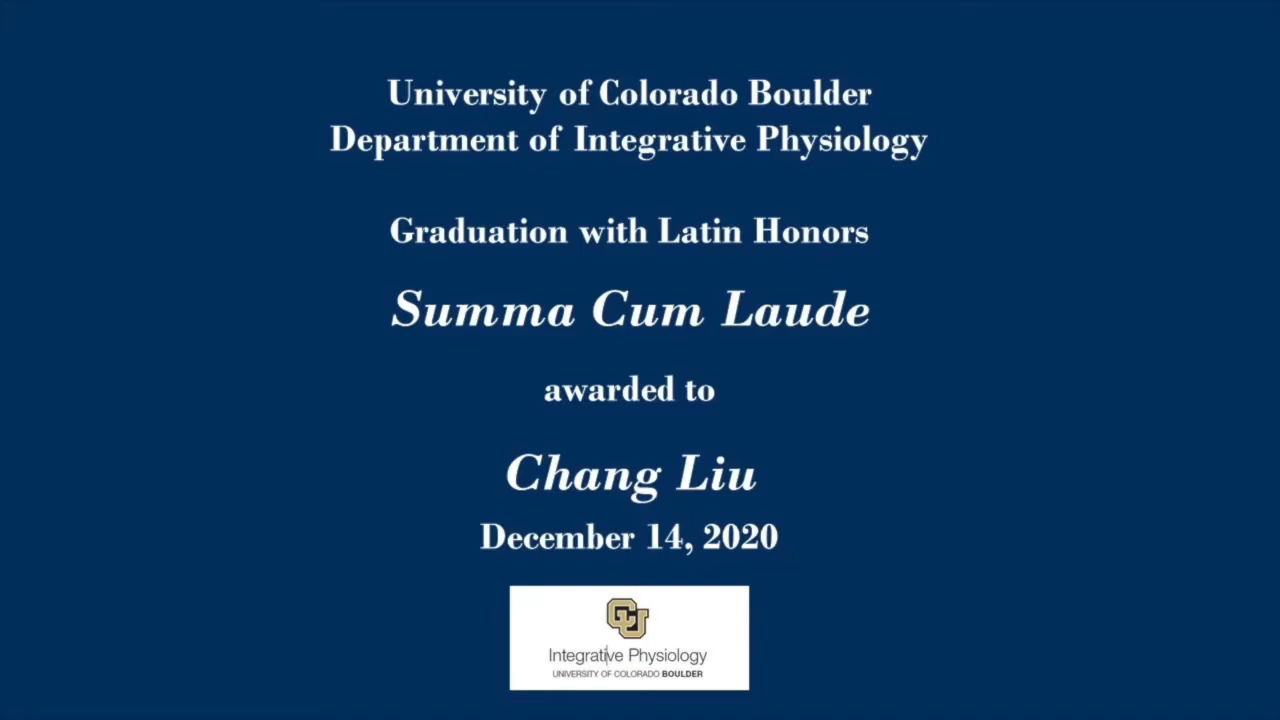 University of Colorado Boulder
Department of Integrative Physiology
Graduation with Latin Honors
Summa Cum Laude
awarded to
Chang Liu
December 14, 2020
CU
Integrative Physiology
UNIVERSITY OF COLORADO BOULDER